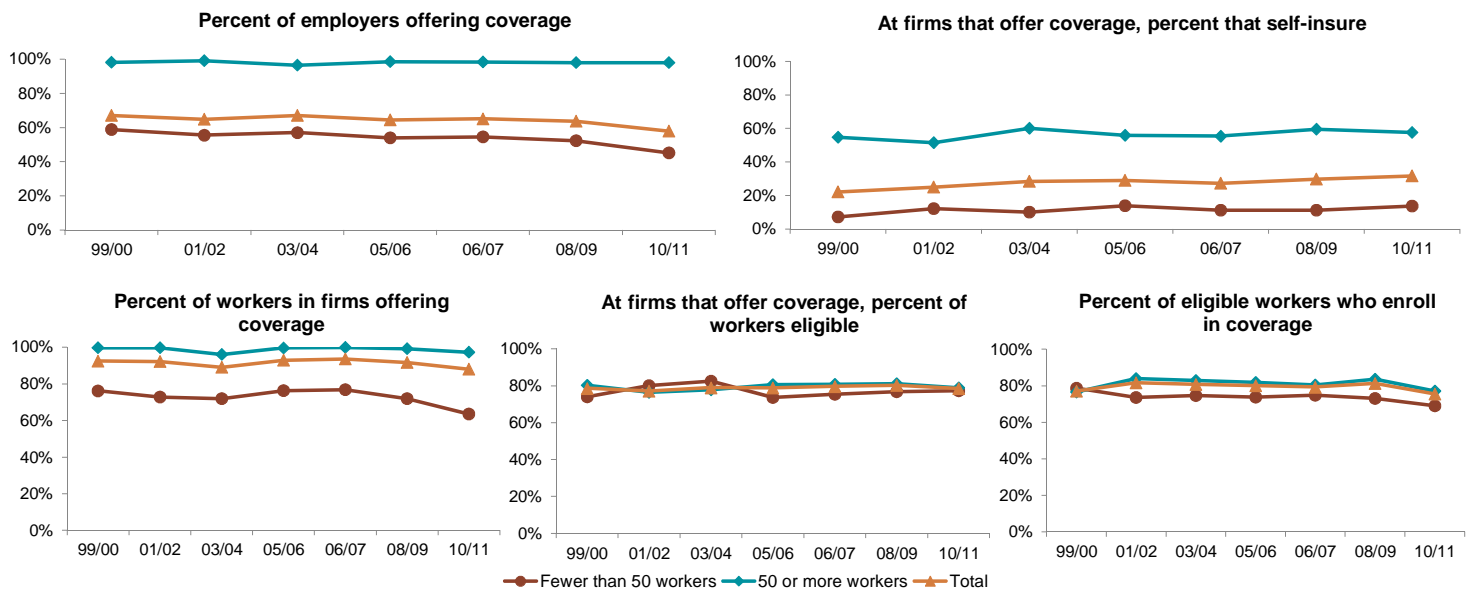 Percent of employers offering coverage
100%
80%
60%
40%
20%
0%
99/00 01/02 03/04 05/06 06/07 08/09 10/11
At firms that offer coverage, percent that self-insure
100%
80%
60%
40%
20%
0%
99/00 01/02 03/04 05/06 06/07 08/09 10/11
Percent of workers in firms offering
coverage
100%
80%
60%
40%
20%
0%
99/00 01/02 03/04 05/06 06/07 08/09 10/11
At firms that offer coverage, percent of
workers eligible
100%
80%
60%
40%
20%
0%
99/00 01/02 03/04 05/06 06/07 08/09 10/11
Percent of eligible workers who enroll
in coverage
100%
80%
60%
40%
20%
0%
99/00 01/02 03/04 05/06 06/07 08/09 10/11
Fewer than 50 workers 50 or more workers Total